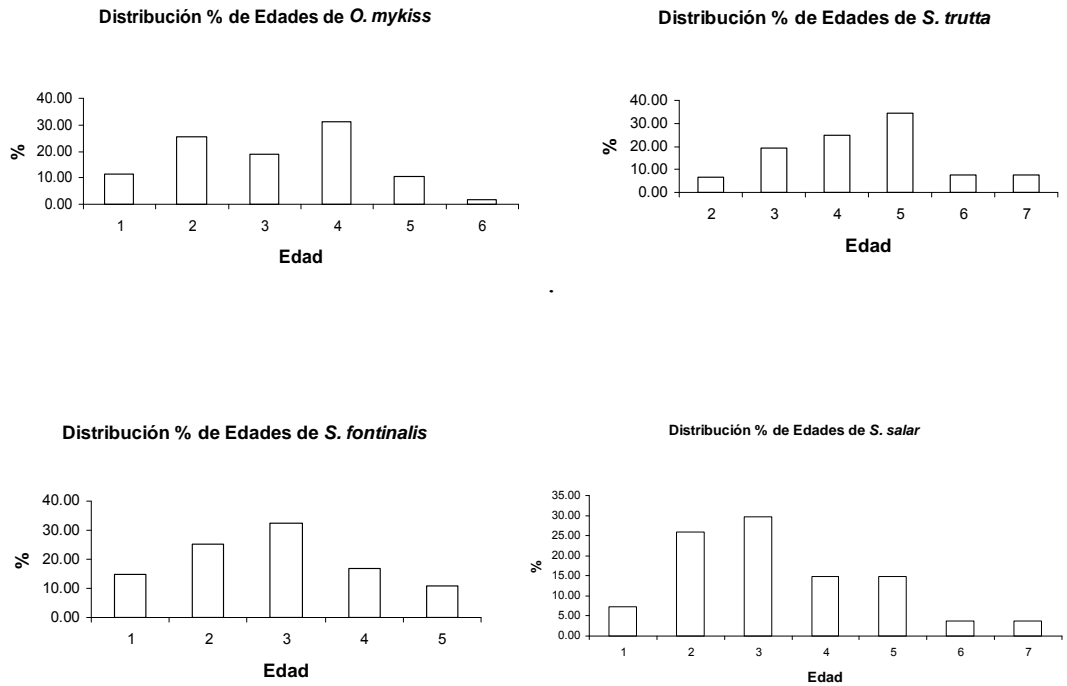 Distribución % de Edades de O. mykiss
40.00
30.00
20.00
10.00
0.00
%
1 2 3 4 5 6
Edad
Distribución % de Edades de S. trutta
40.00
30.00
20.00
10.00
0.00
%
2 3 4 5 6 7
Edad
.
Distribución % de Edades de S. fontinalis
40.00
30.00
20.00
10.00
0.00
%
1 2 3 4 5
Edad
Distribución % de Edades de S. salar
35.00
30.00
25.00
20.00
15.00
10.00
5.00
0.00
%
1 2 3 4 5 6 7
Edad